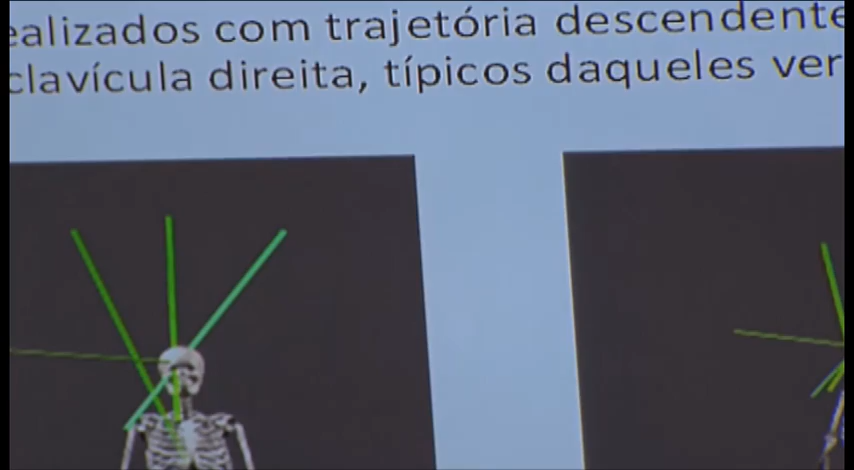 ealizados com trajetória descendente
clavícula direita, típicos daqueles ver